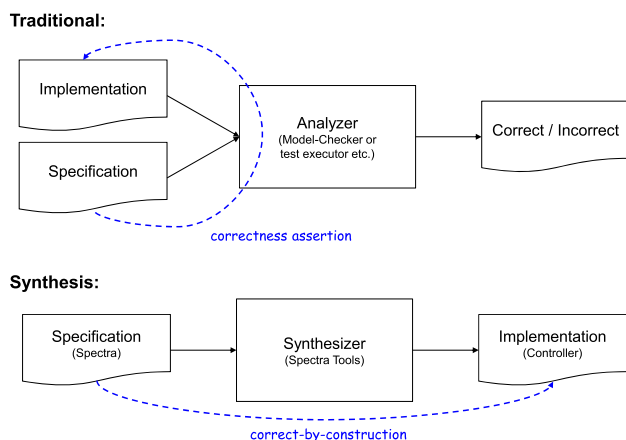 Traditional:
Implementation
Specification
Analyzer
(Model-Checker or
test executor etc.)
Correct / Incorrect
correctness assertion
Synthesis:
Specification
(Spectra)
Synthesizer
(Spectra Tools)
Implementation
(Controller)
correct-by-construction